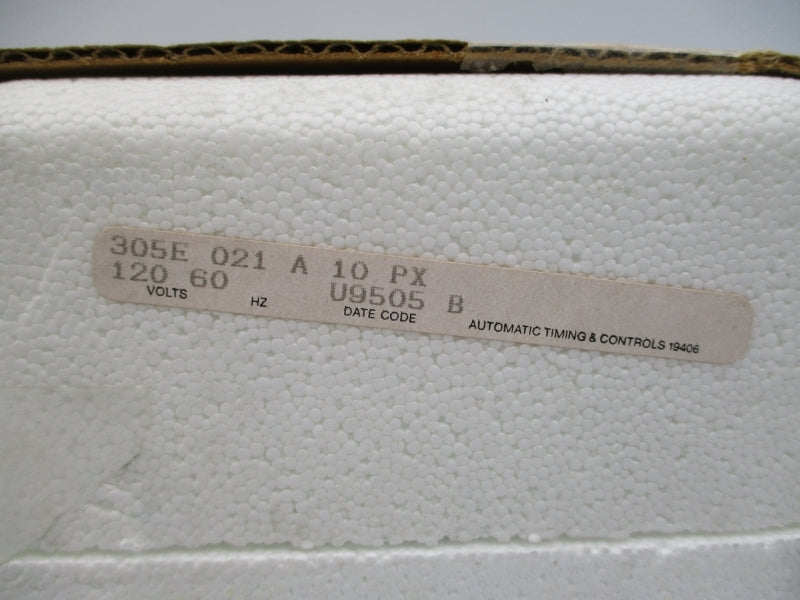 305E 021 A 10 PX
120 60 U9505 B
VOLTS HZ DATE CODE AUTOMATIC TIMING & CONTROLS 19406